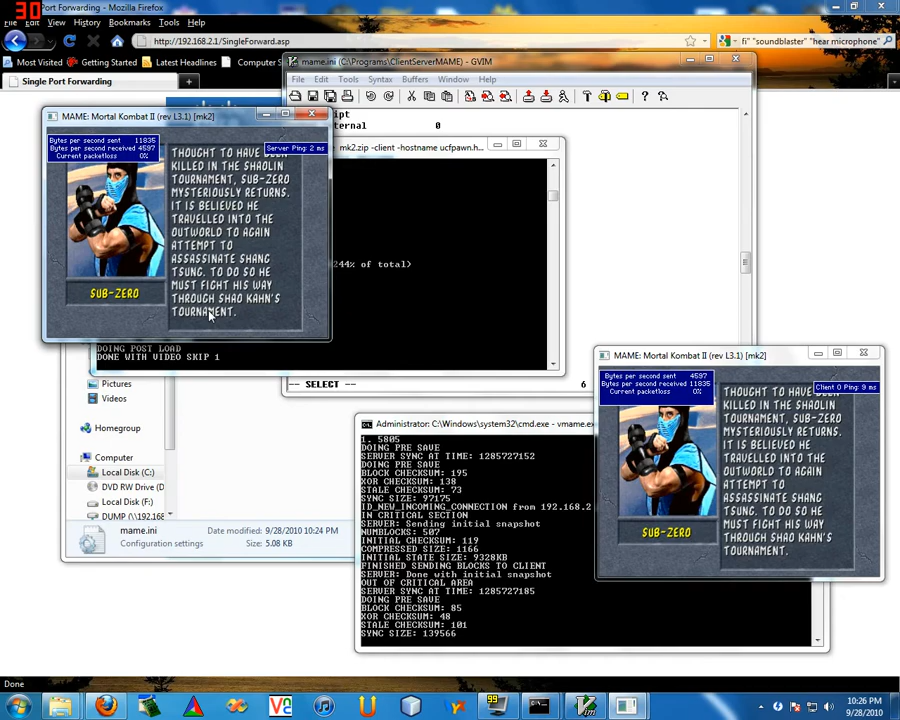 30
Port Forwarding - Mozilla Firefox
File Edit View History Bookmarks Tools Help
http://192.168.2.1/SingleForward.asp
fi" "soundblaster" "hear microphone"
Most Visited Getting Started Latest Headlines Computer S
Single Port Forwarding
mame.ini (C:\Programs\ClientServerMAME) - GVIM
File Edit Tools Syntax Buffers Window Help
ript
ternal 0
MAME: Mortal Kombat II (rev L3.1) [mk2]
Bytes per second sent 11835
Bytes per second received 4597
Current packetloss 0%
Server Ping: 2 ms
THOUGHT TO HAVE BEEN
KILLED IN THE SHAOLIN
TOURNAMENT, SUB-ZERO
MYSTERIOUSLY RETURNS.
IT IS BELIEVED HE
TRAVELLED INTO THE
OUTWORLD TO AGAIN
ATTEMPT TO
ASSASSINATE SHANG
TSUNG. TO DO SO HE
MUST FIGHT HIS WAY
THROUGH SHAO KAHN'S
TOURNAMENT.
SUB-ZERO
mk2.zip -client -hostname ucfpawn.h...
244% of total)
DOING POST LOAD
DONE WITH VIDEO SKIP 1
-- SELECT -- 6
Pictures
Videos
Homegroup
Computer
Local Disk (C:)
DVD RW Drive (D:
Local Disk (F:)
DUMP (\\192.168
mame.ini Date modified: 9/28/2010 10:24 PM
Configuration settings Size: 5.08 KB
Administrator: C:\Windows\system32\cmd.exe - vmame.e
1. 5805
DOING PRE SAVE
SERVER SYNC AT TIME: 1285727152
DOING PRE SAVE
BLOCK CHECKSUM: 195
XOR CHECKSUM: 138
STALE CHECKSUM: 73
SYNC SIZE: 97175
ID_NEW_INCOMING_CONNECTION from 192.168.2
IN CRITICAL SECTION
SERVER: Sending initial snapshot
NUMBLOCKS: 507
INITIAL CHECKSUM: 119
COMPRESSED SIZE: 1166
INITIAL STATE SIZE: 9328KB
FINISHED SENDING BLOCKS TO CLIENT
SERVER: Done with initial snapshot
OUT OF CRITICAL AREA
SERVER SYNC AT TIME: 1285727185
DOING PRE SAVE
BLOCK CHECKSUM: 85
XOR CHECKSUM: 48
STALE CHECKSUM: 101
SYNC SIZE: 139566
MAME: Mortal Kombat II (rev L3.1) [mk2]
Bytes per second sent 4597
Bytes per second received 11835
Current packetloss 0%
Client 0 Ping: 9 ms
THOUGHT TO HAVE BEEN
KILLED IN THE SHAOLIN
TOURNAMENT, SUB-ZERO
MYSTERIOUSLY RETURNS.
IT IS BELIEVED HE
TRAVELLED INTO THE
OUTWORLD TO AGAIN
ATTEMPT TO
ASSASSINATE SHANG
TSUNG. TO DO SO HE
MUST FIGHT HIS WAY
THROUGH SHAO KAHN'S
TOURNAMENT.
SUB-ZERO
Done
99
10:26 PM
9/28/2010